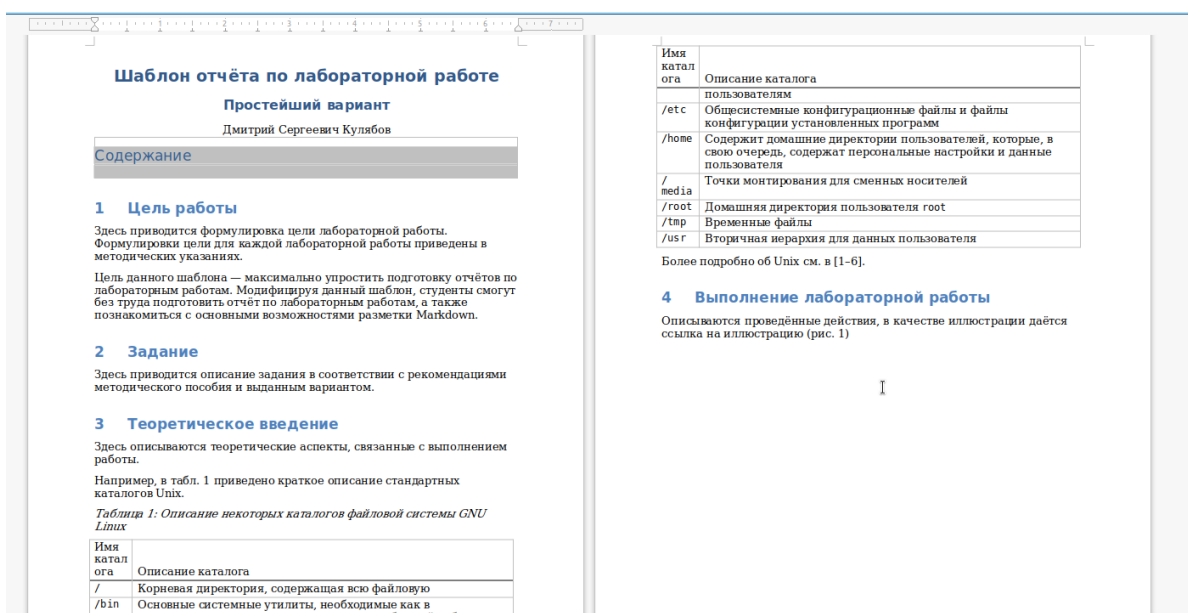 1 2 3 4 5 6 7
Шаблон отчёта по лабораторной работе
Простейший вариант
Дмитрий Сергеевич Кулябов
Содержание
1 Цель работы
Здесь приводится формулировка цели лабораторной работы.
Формулировки цели для каждой лабораторной работы приведены в
методических указаниях.
Цель данного шаблона — максимально упростить подготовку отчётов по
лабораторным работам. Модифицируя данный шаблон, студенты смогут
без труда подготовить отчёт по лабораторным работам, а также
познакомиться с основными возможностями разметки Markdown.
2 Задание
Здесь приводится описание задания в соответствии с рекомендациями
методического пособия и выданным вариантом.
3 Теоретическое введение
Здесь описываются теоретические аспекты, связанные с выполнением
работы.
Например, в табл. 1 приведено краткое описание стандартных
каталогов Unix.
Таблица 1: Описание некоторых каталогов файловой системы GNU
Linux
Имя
катал
ога Описание каталога
/ Корневая директория, содержащая всю файловую
/bin Основные системные утилиты, необходимые как в
Имя
катал
ога Описание каталога
пользователям
/etc Общесистемные конфигурационные файлы и файлы
конфигурации установленных программ
/home Содержит домашние директории пользователей, которые, в
свою очередь, содержат персональные настройки и данные
пользователя
/ Точки монтирования для сменных носителей
media
/root Домашняя директория пользователя root
/tmp Временные файлы
/usr Вторичная иерархия для данных пользователя
Более подробно об Unix см. в [1–6].
4 Выполнение лабораторной работы
Описываются проведённые действия, в качестве иллюстрации даётся
ссылка на иллюстрацию (рис. 1)